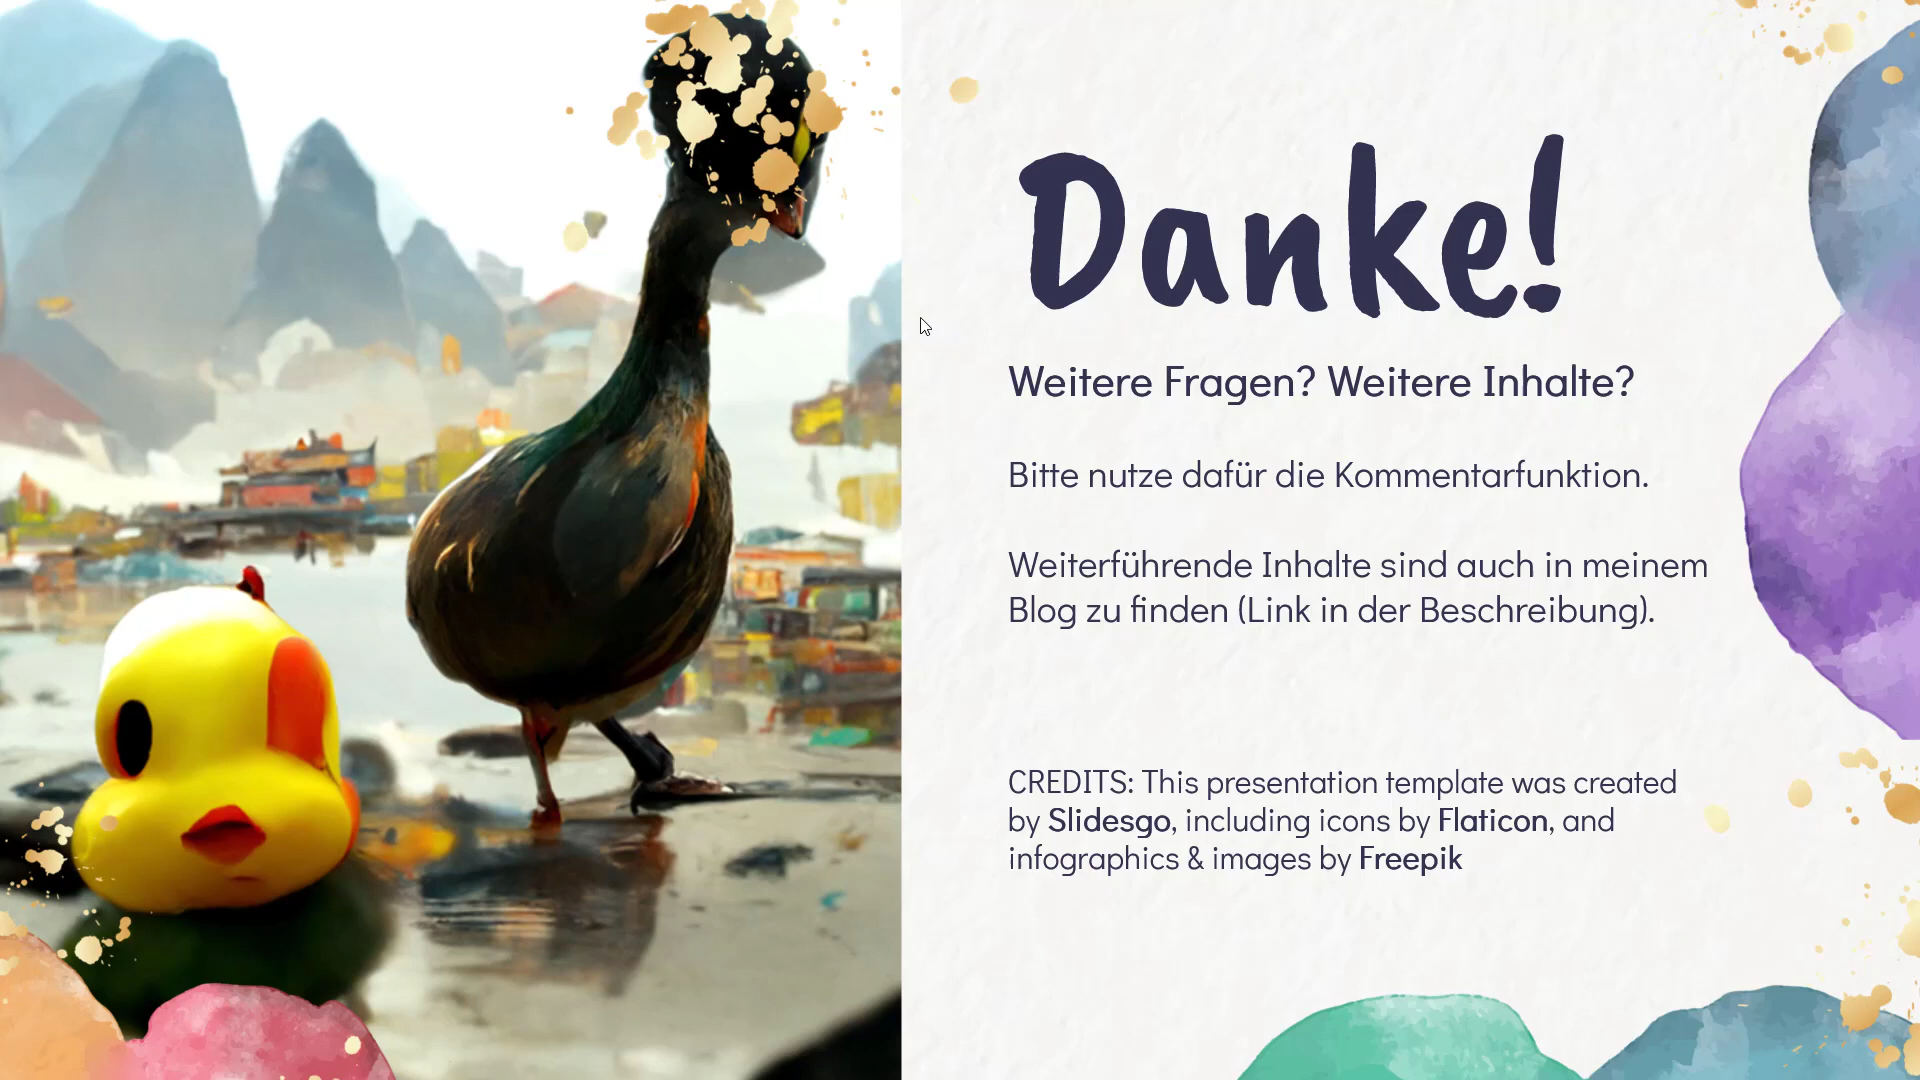 Danke!
Weitere Fragen? Weitere Inhalte?
Bitte nutze dafür die Kommentarfunktion.
Weiterführende Inhalte sind auch in meinem
Blog zu finden (Link in der Beschreibung).
CREDITS: This presentation template was created
by Slidesgo, including icons by Flaticon, and
infographics & images by Freepik